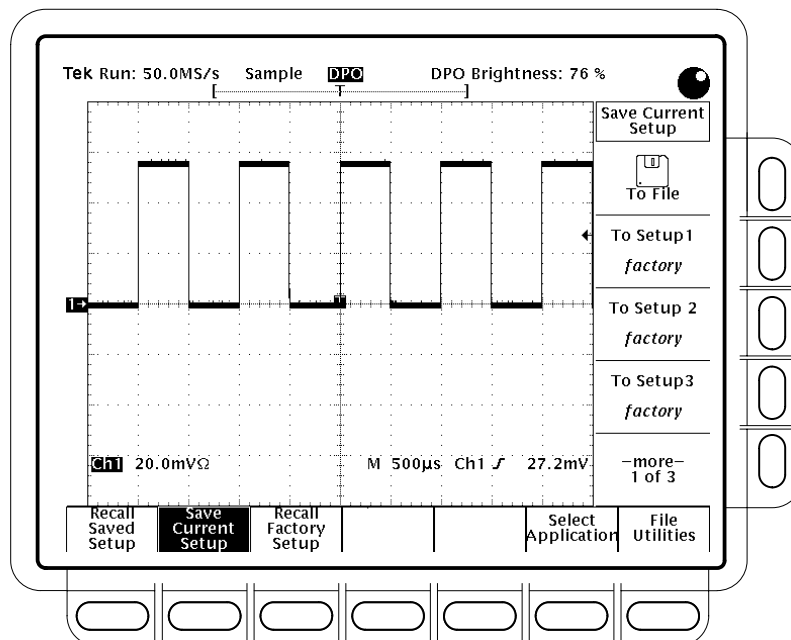 Tek Run: 50.0MS/s Sample DPO DPO Brightness: 76 %
T
Save Current
Setup
To File
To Setup1
factory
1
T
To Setup 2
factory
To Setup3
factory
Ch1 20.0mVΩ M 500µs Ch1 27.2mV
–more–
1 of 3
Recall
Saved
Setup
Save
Current
Setup
Recall
Factory
Setup
Select
Application
File
Utilities